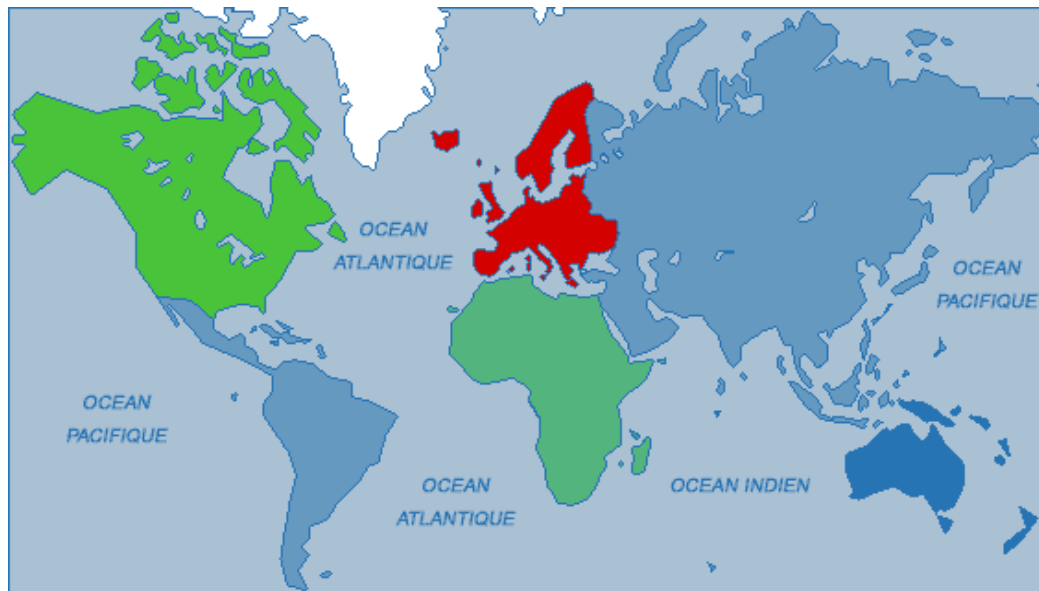 OCEAN
ATLANTIQUE
OCEAN
PACIFIQUE
OCEAN
PACIFIQUE
OCEAN
ATLANTIQUE
OCEAN INDIEN